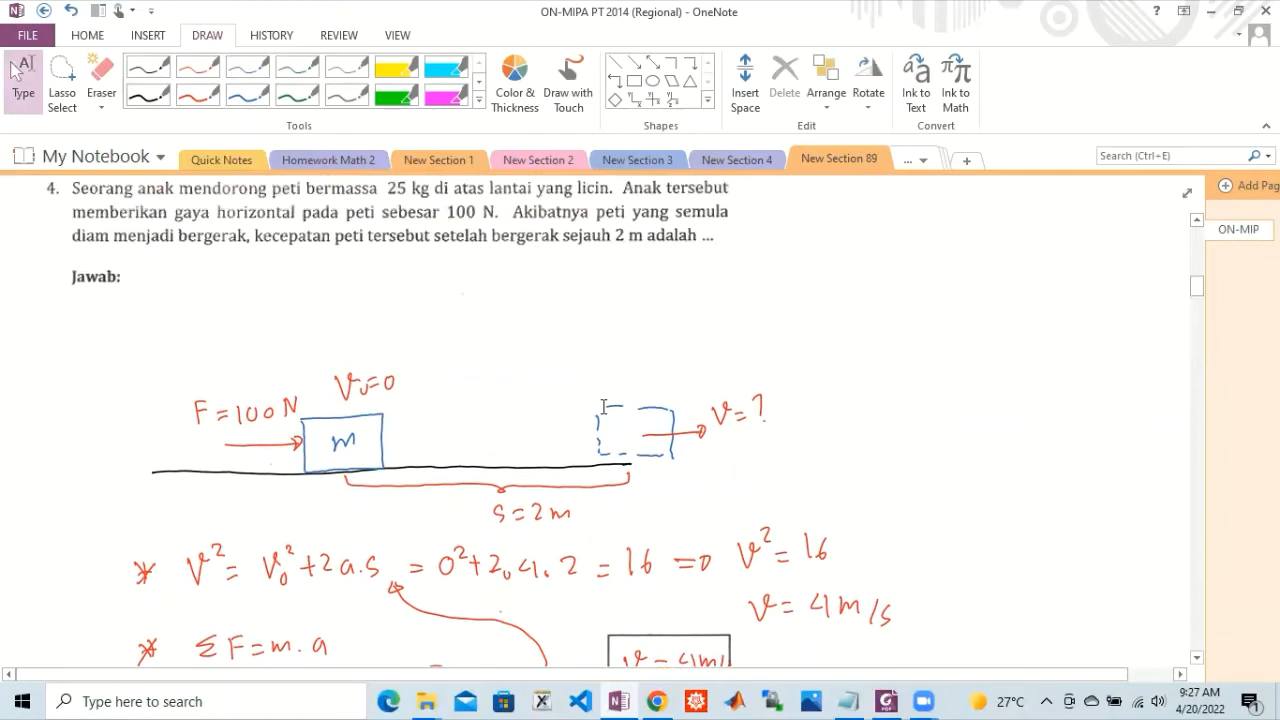 ON-MIPA PT 2014 (Regional) - OneNote
FILE HOME INSERT DRAW HISTORY REVIEW VIEW
Type
Lasso Select
Eraser
Color & Thickness
Draw with Touch
Insert Space
Delete
Arrange
Rotate
Ink to Text
Ink to Math
Tools Shapes Edit Convert
My Notebook Quick Notes Homework Math 2 New Section 1 New Section 2 New Section 3 New Section 4 New Section 89 ... + Search (Ctrl+E)
Add Pag
ON-MIP
4. Seorang anak mendorong peti bermassa 25 kg di atas lantai yang licin. Anak tersebut
memberikan gaya horizontal pada peti sebesar 100 N. Akibatnya peti yang semula
diam menjadi bergerak, kecepatan peti tersebut setelah bergerak sejauh 2 m adalah ...
Jawab:
V₀=0
F=100N
m
V=?
S=2m
* V² = V₀²+2a.s = 0²+2.4.2 = 16 => V²=16
V= 4m/s
* ΣF=m.a
V=4m/
Type here to search
27°C
9:27 AM
4/20/2022